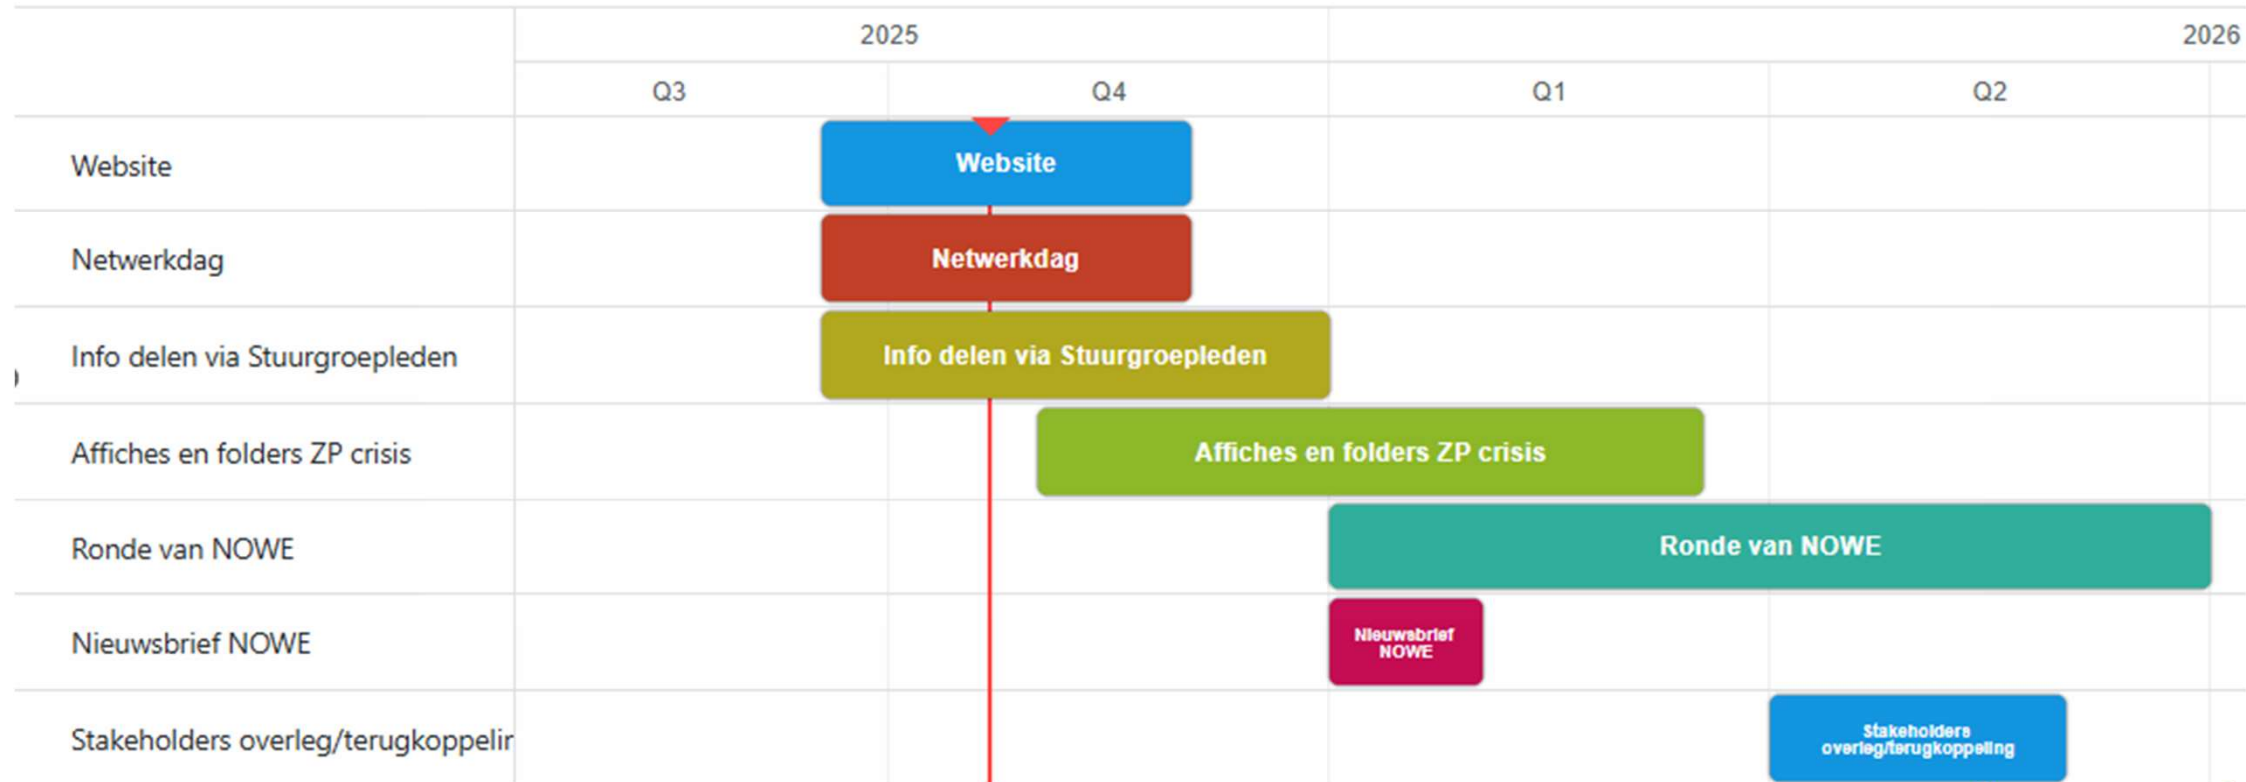 2025
2026
Q3
Q4
Q1
Q2
Website
Website
Netwerkdag
Netwerkdag
Info delen via Stuurgroepleden
Info delen via Stuurgroepleden
Affiches en folders ZP crisis
Affiches en folders ZP crisis
Ronde van NOWE
Ronde van NOWE
Nieuwsbrief NOWE
Nieuwsbrief
NOWE
Stakeholders overleg/terugkoppelin
Stakeholders
overleg/terugkoppeling